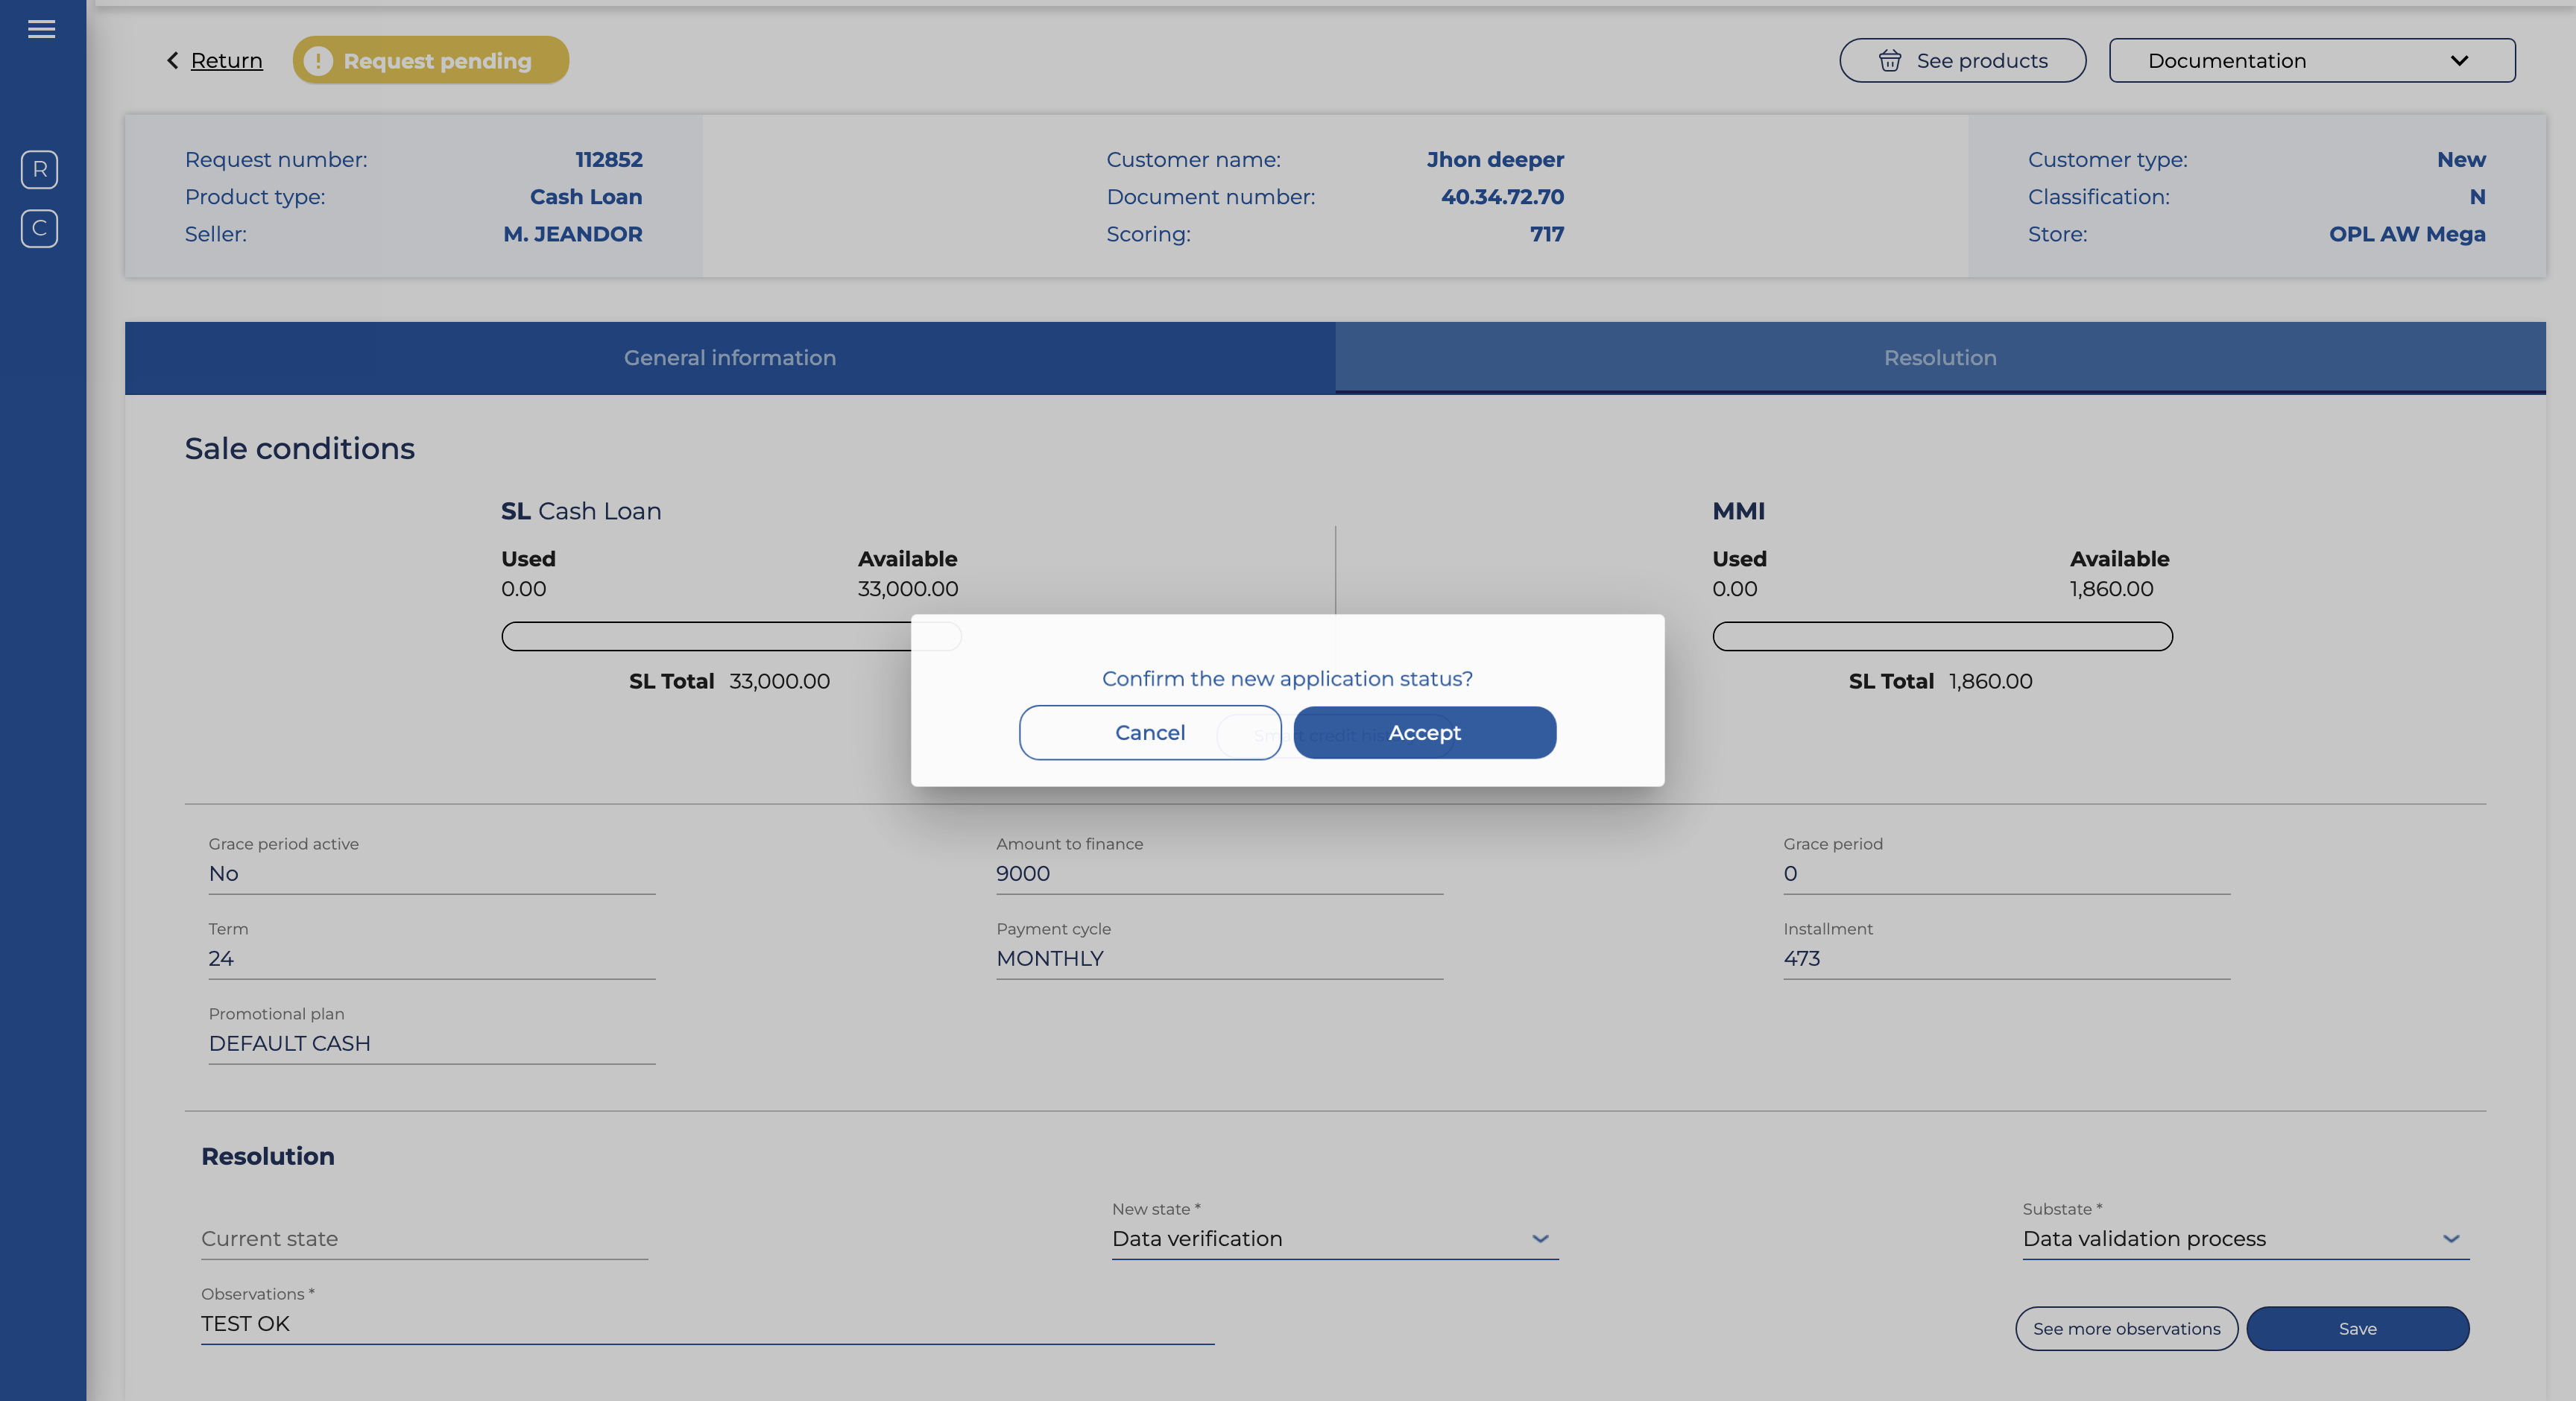 Return
Request pending
See products
Documentation
R
C
Request number: 112852
Product type: Cash Loan
Seller: M. JEANDOR
Customer name: Jhon deeper
Document number: 40.34.72.70
Scoring: 717
Customer type: New
Classification: N
Store: OPL AW Mega
General information
Resolution
Sale conditions
SL Cash Loan
Used Available
0.00 33,000.00
SL Total 33,000.00
MMI
Used Available
0.00 1,860.00
SL Total 1,860.00
Confirm the new application status?
Cancel
Accept
Grace period active
No
Amount to finance
9000
Grace period
0
Term
24
Payment cycle
MONTHLY
Installment
473
Promotional plan
DEFAULT CASH
Resolution
Current state
New state *
Data verification
Substate *
Data validation process
Observations *
TEST OK
See more observations
Save